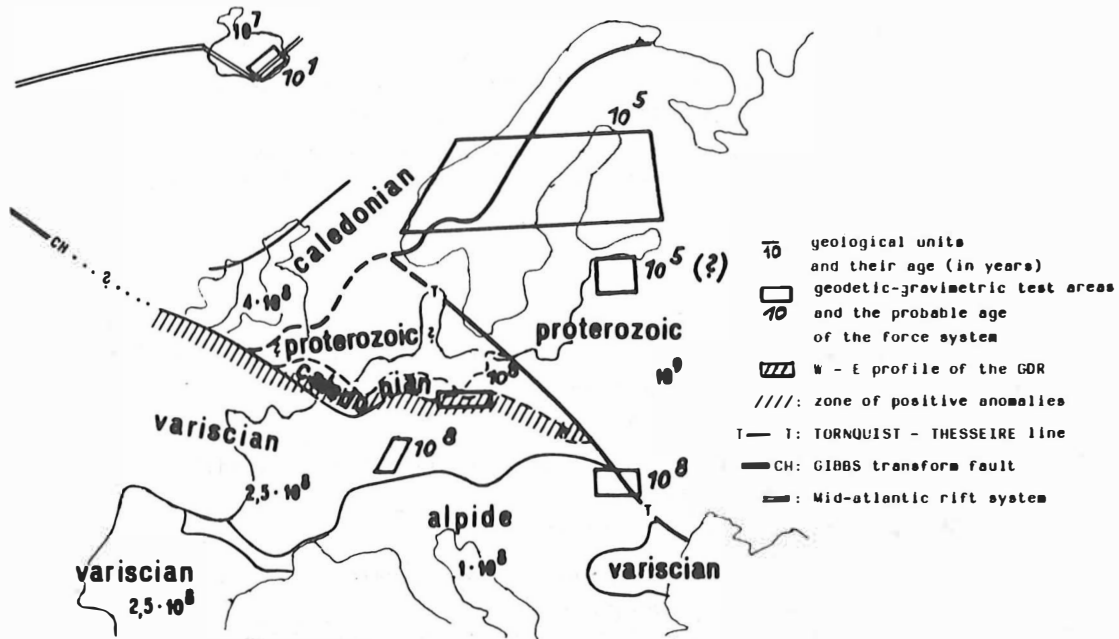 10⁷
10⁷
10⁵
caledonian
CH
?
4·10⁸
10⁵ (?)
T
proterozoic
?
?
proterozoic
10⁹
caledonian
10⁸
variscian
10⁸
2,5·10⁸
10⁸
T
alpide
1·10⁸
variscian
variscian
2,5·10⁸
10 geological units
and their age (in years)
geodetic-gravimetric test areas
10 and the probable age
of the force system
W - E profile of the GDR
////: zone of positive anomalies
T— T: TORNQUIST - THESSEIRE line
CH: GIBBS transform fault
: Mid-atlantic rift system